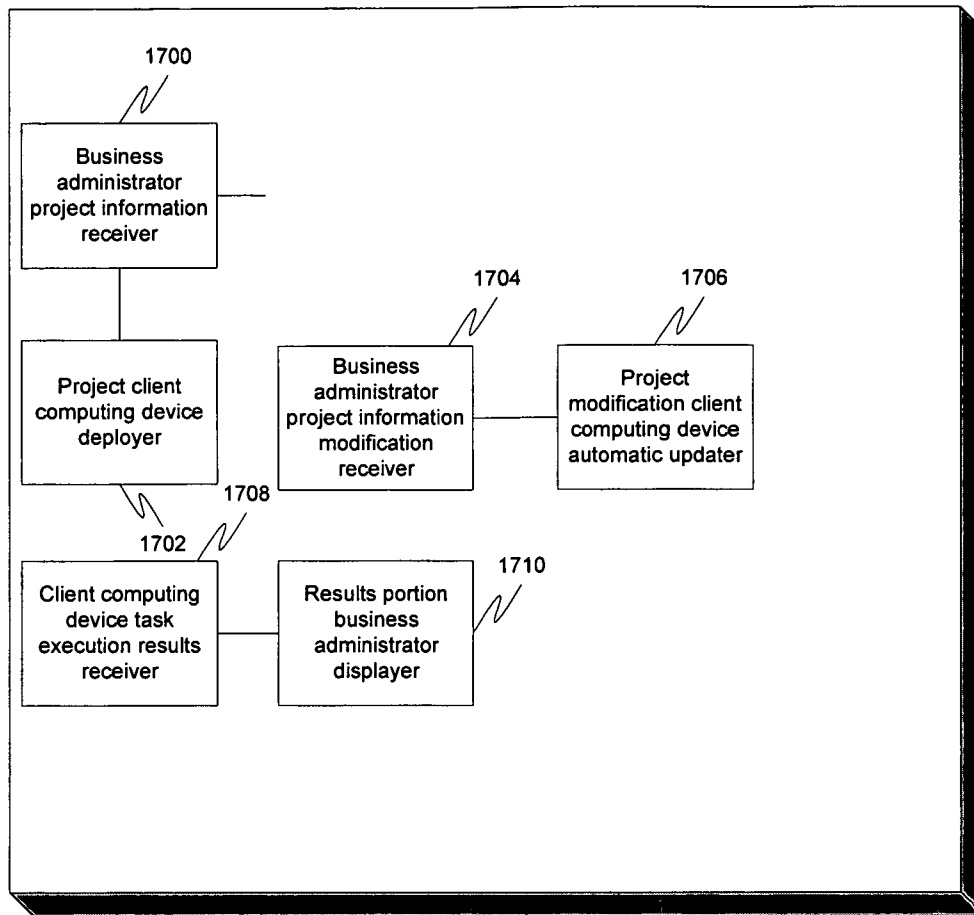 1700
Business
administrator
project information
receiver
1704
1706
Project client
computing device
deployer
Business
administrator
project information
modification
receiver
Project
modification client
computing device
automatic updater
1708
1702
1710
Client computing
device task
execution results
receiver
Results portion
business
administrator
displayer